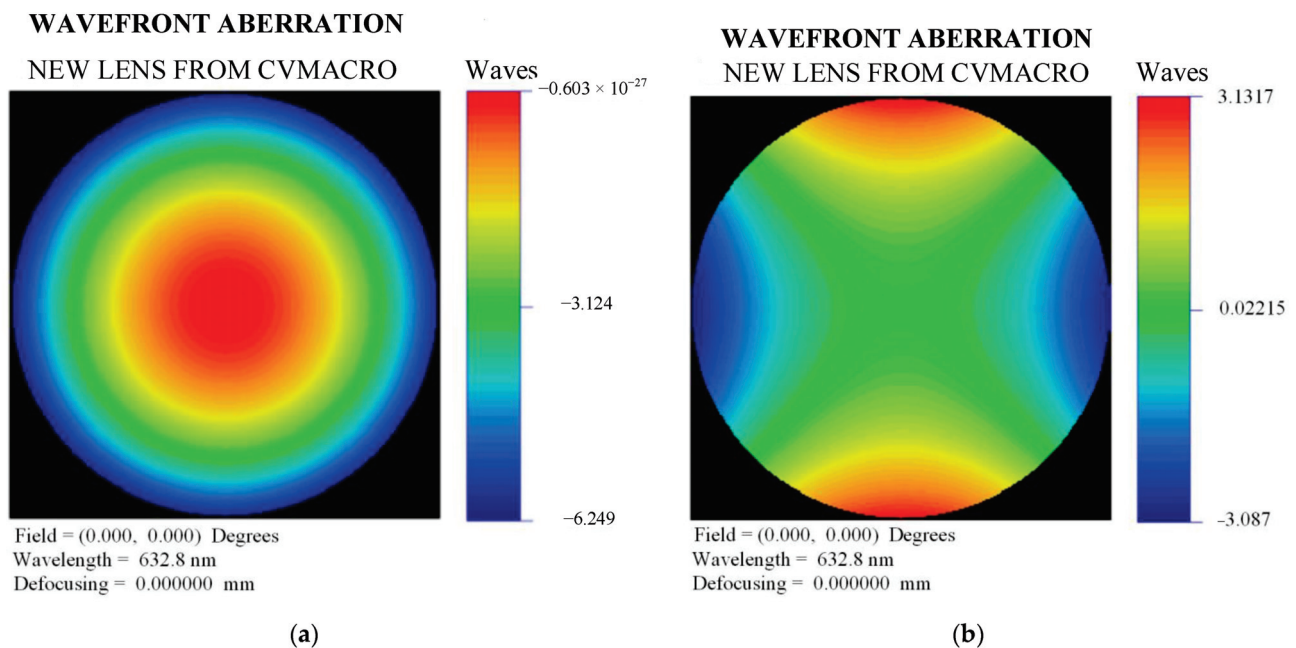 WAVEFRONT ABERRATION
NEW LENS FROM CVMACRO
Waves
−0.603 × 10⁻²⁷
−3.124
−6.249
Field = (0.000, 0.000) Degrees
Wavelength = 632.8 nm
Defocusing = 0.000000 mm
(a)
WAVEFRONT ABERRATION
NEW LENS FROM CVMACRO
Waves
3.1317
0.02215
−3.087
Field = (0.000, 0.000) Degrees
Wavelength = 632.8 nm
Defocusing = 0.000000 mm
(b)